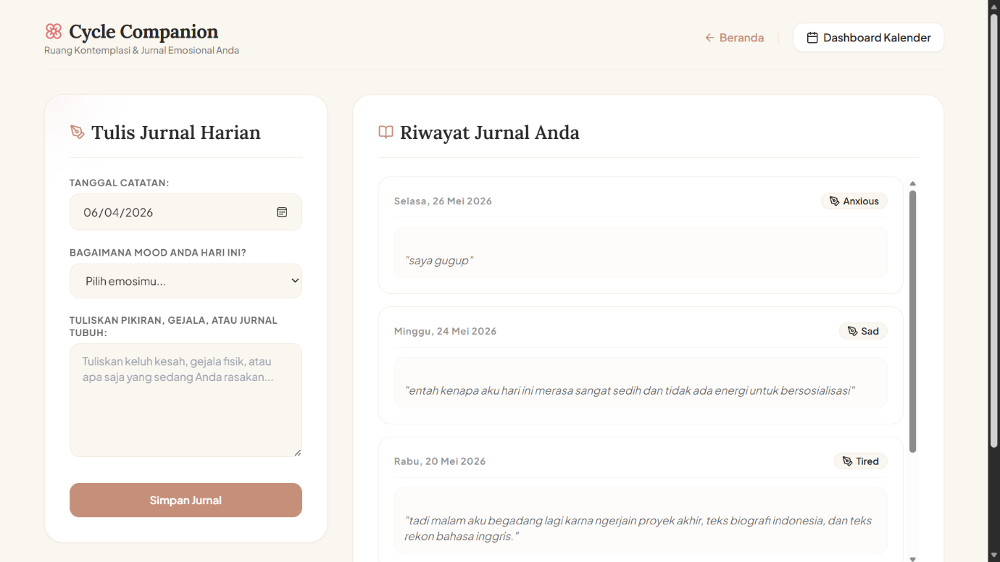 Cycle Companion
Ruang Kontemplasi & Jurnal Emosional Anda
← Beranda
Dashboard Kalender
Tulis Jurnal Harian
TANGGAL CATATAN:
06/04/2026
BAGAIMANA MOOD ANDA HARI INI?
Pilih emosimu...
TULISKAN PIKIRAN, GEJALA, ATAU JURNAL
TUBUH:
Tuliskan keluh kesah, gejala fisik, atau
apa saja yang sedang Anda rasakan...
Simpan Jurnal
Riwayat Jurnal Anda
Selasa, 26 Mei 2026
Anxious
"saya gugup"
Minggu, 24 Mei 2026
Sad
"entah kenapa aku hari ini merasa sangat sedih dan tidak ada energi untuk bersosialisasi"
Rabu, 20 Mei 2026
Tired
"tadi malam aku begadang lagi karna ngerjain proyek akhir, teks biografi indonesia, dan teks
rekon bahasa inggris."